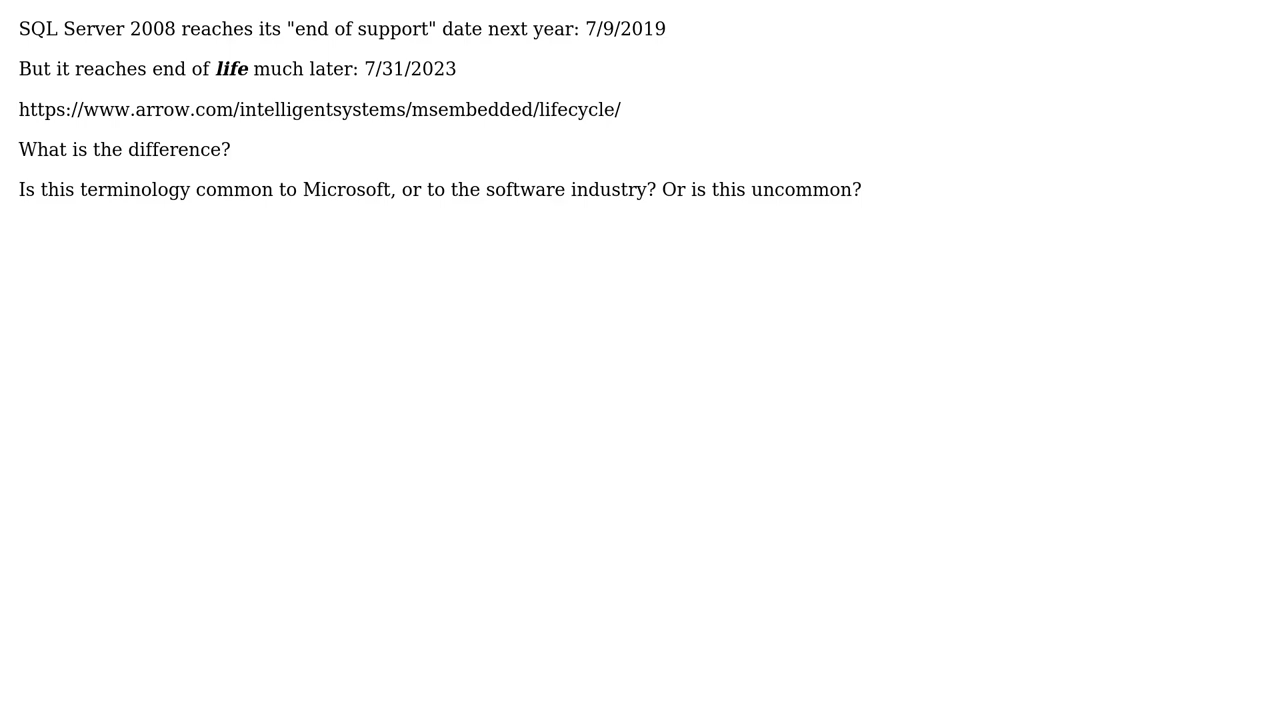 SQL Server 2008 reaches its "end of support" date next year: 7/9/2019
But it reaches end of life much later: 7/31/2023
https://www.arrow.com/intelligentsystems/msembedded/lifecycle/
What is the difference?
Is this terminology common to Microsoft, or to the software industry? Or is this uncommon?